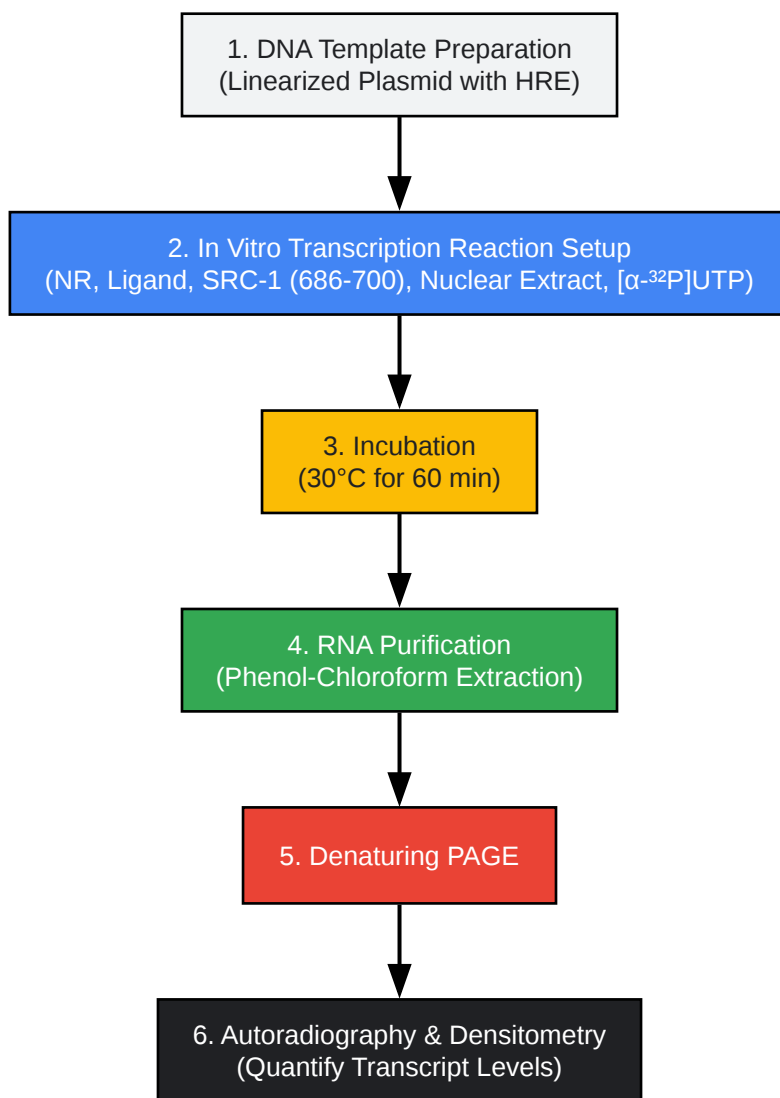 1. DNA Template Preparation
(Linearized Plasmid with HRE)
2. In Vitro Transcription Reaction Setup
(NR, Ligand, SRC-1 (686-700), Nuclear Extract, [α-³²P]UTP)
3. Incubation
(30°C for 60 min)
4. RNA Purification
(Phenol-Chloroform Extraction)
5. Denaturing PAGE
6. Autoradiography & Densitometry
(Quantify Transcript Levels)